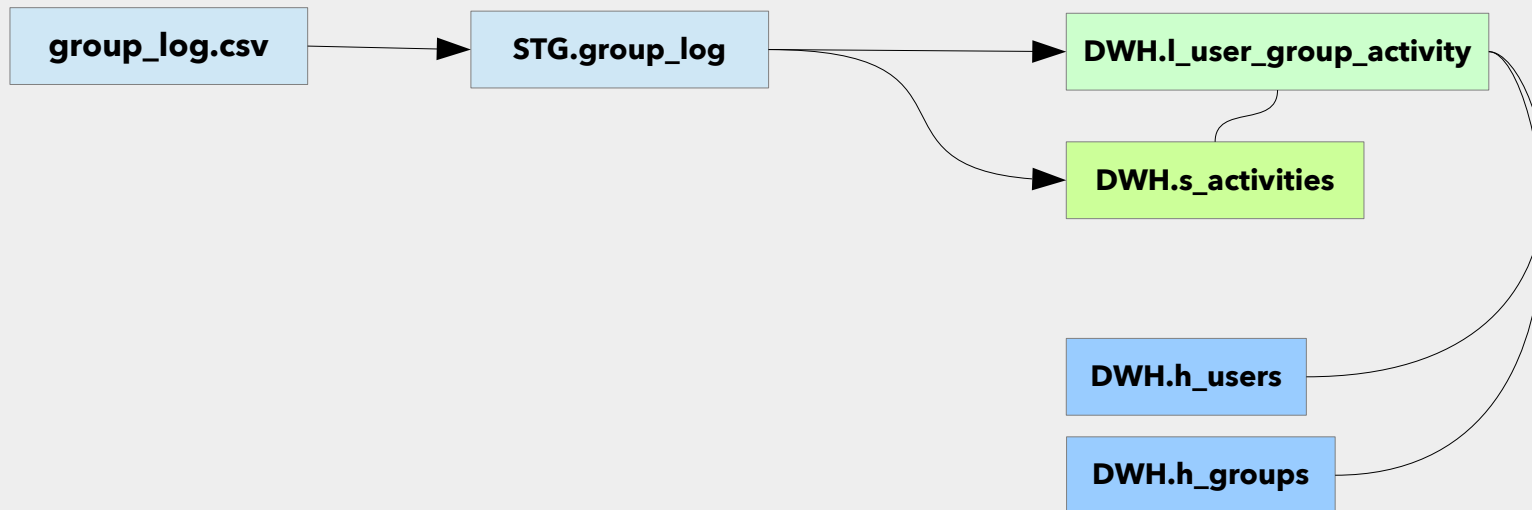 group_log.csv
STG.group_log
DWH.l_user_group_activity
DWH.s_activities
DWH.h_users
DWH.h_groups